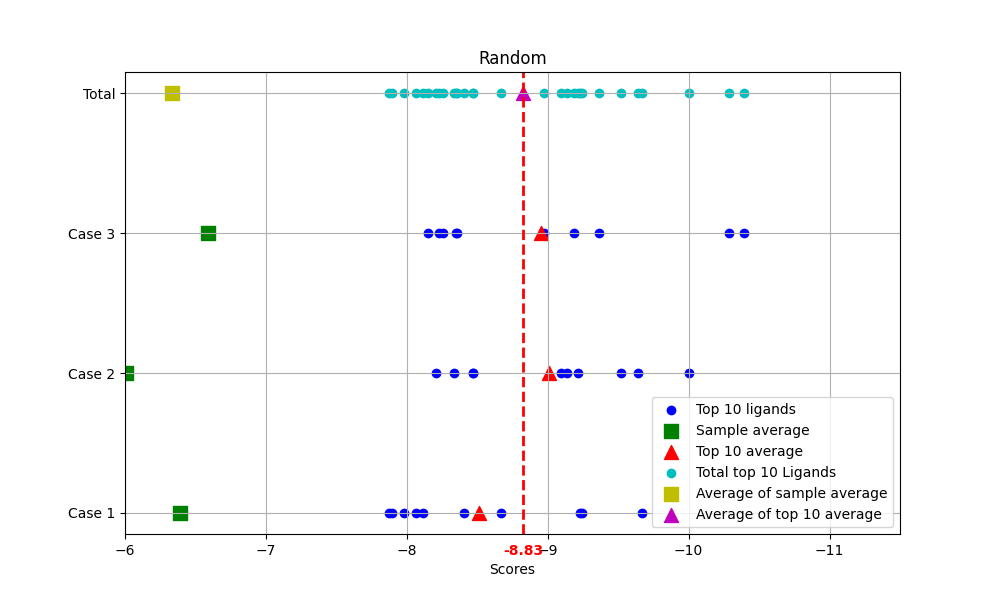 Random
Total
Case 3
Case 2
Case 1
Top 10 ligands
Sample average
Top 10 average
Total top 10 Ligands
Average of sample average
Average of top 10 average
−6 −7 −8 -8.83 −9 −10 −11
Scores